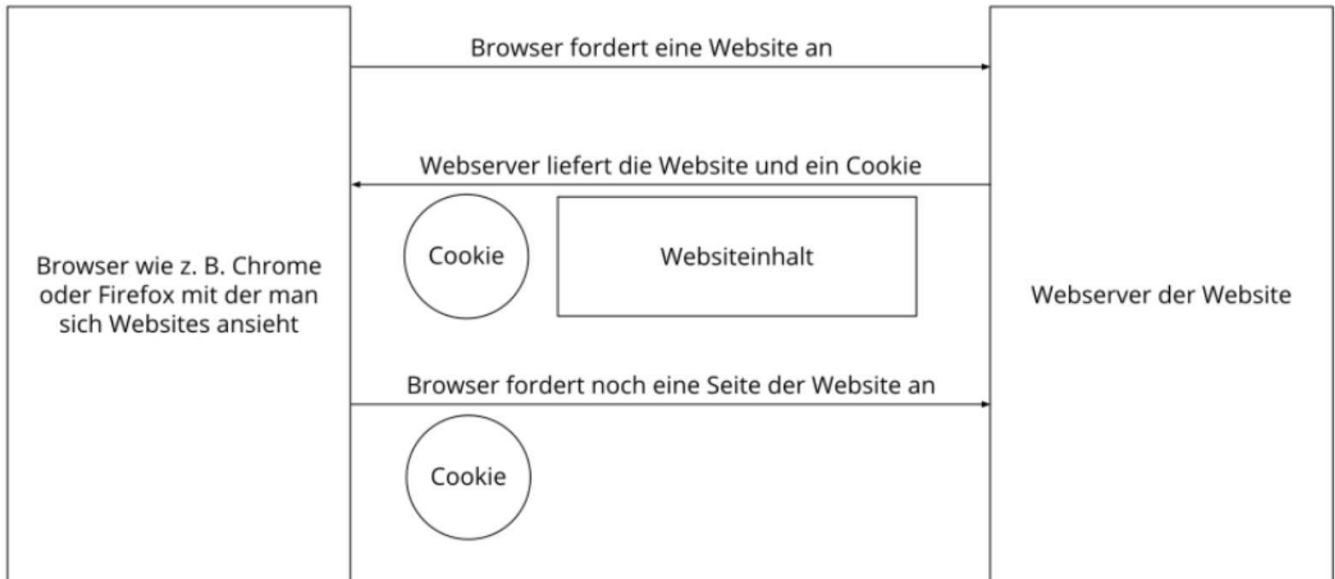 Browser fordert eine Website an
Webserver liefert die Website und ein Cookie
Cookie
Websiteinhalt
Browser wie z. B. Chrome
oder Firefox mit der man
sich Websites ansieht
Webserver der Website
Browser fordert noch eine Seite der Website an
Cookie